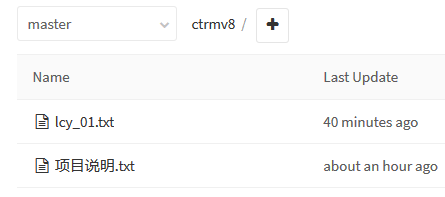 master ctrmv8 / +
Name Last Update
lcy_01.txt 40 minutes ago
项目说明.txt about an hour ago